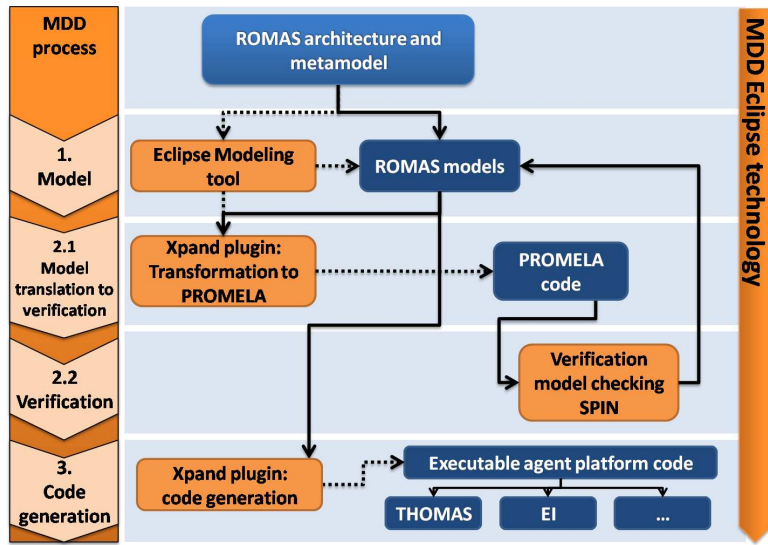 MDD
process
ROMAS architecture and
metamodel
MDD Eclipse technology
1.
Model
Eclipse Modeling
tool
ROMAS models
2.1
Model
translation to
verification
Xpand plugin:
Transformation to
PROMELA
PROMELA
code
2.2
Verification
Verification
model checking
SPIN
3.
Code
generation
Xpand plugin:
code generation
Executable agent platform code
THOMAS
EI
...